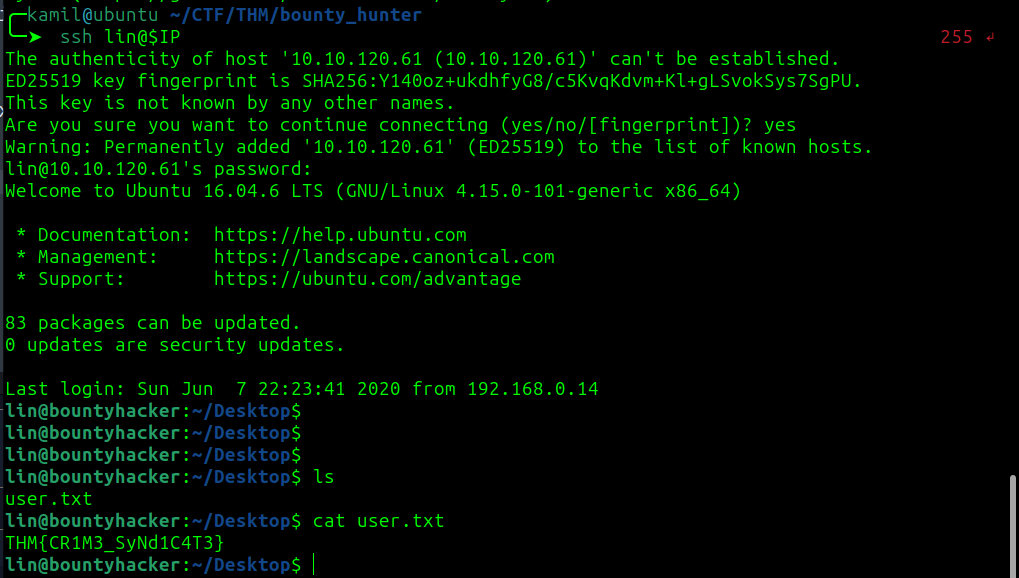 kamil@ubuntu ~/CTF/THM/bounty_hunter
ssh lin@$IP 255 ↲
The authenticity of host '10.10.120.61 (10.10.120.61)' can't be established.
ED25519 key fingerprint is SHA256:Y140oz+ukdhfyG8/c5KvqKdvm+Kl+gLSvokSys7SgPU.
This key is not known by any other names.
Are you sure you want to continue connecting (yes/no/[fingerprint])? yes
Warning: Permanently added '10.10.120.61' (ED25519) to the list of known hosts.
lin@10.10.120.61's password:
Welcome to Ubuntu 16.04.6 LTS (GNU/Linux 4.15.0-101-generic x86_64)
* Documentation:  https://help.ubuntu.com
* Management:     https://landscape.canonical.com
* Support:        https://ubuntu.com/advantage
83 packages can be updated.
0 updates are security updates.
Last login: Sun Jun  7 22:23:41 2020 from 192.168.0.14
lin@bountyhacker:~/Desktop$
lin@bountyhacker:~/Desktop$
lin@bountyhacker:~/Desktop$
lin@bountyhacker:~/Desktop$ ls
user.txt
lin@bountyhacker:~/Desktop$ cat user.txt
THM{CR1M3_SyNd1C4T3}
lin@bountyhacker:~/Desktop$